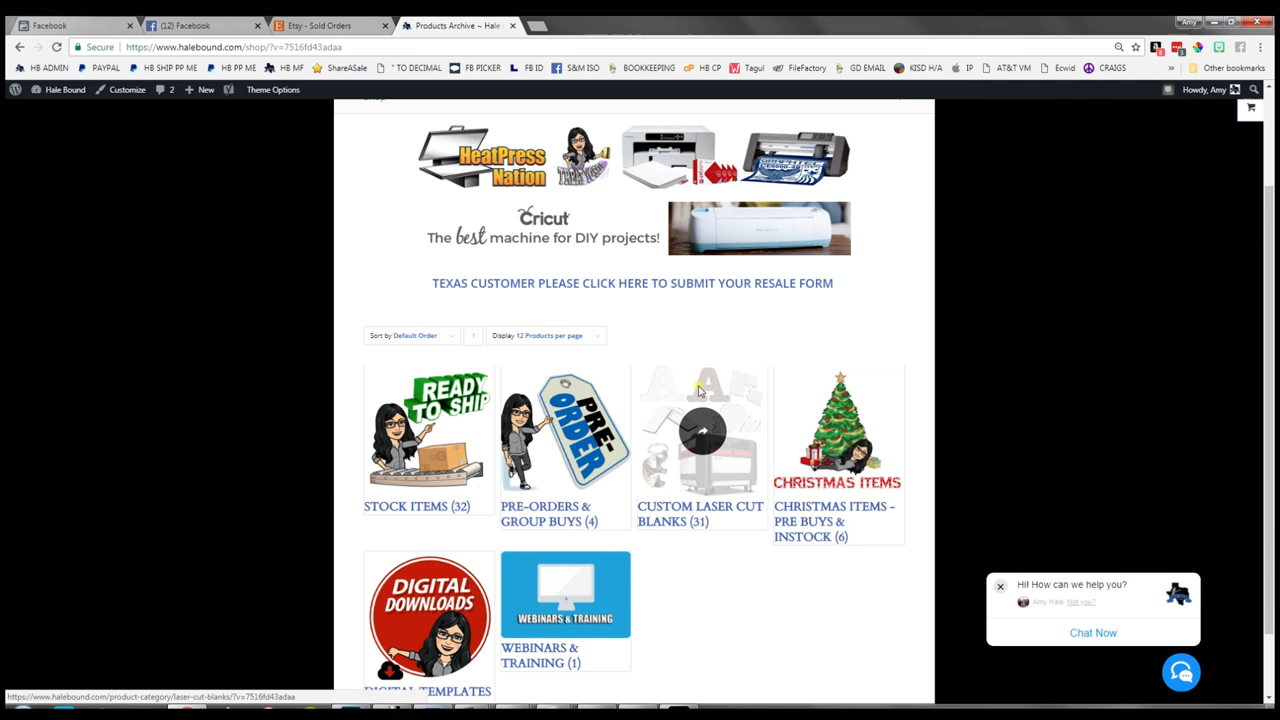 Facebook
(12) Facebook
Etsy - Sold Orders
Products Archive ~ Hale
Amy
Secure
https://www.halebound.com/shop/?v=7516fd43adaa
HB ADMIN
PAYPAL
HB SHIP PP ME
HB PP ME
HB MF
ShareASale
" TO DECIMAL
FB PICKER
FB ID
S&M ISO
BOOKKEEPING
HB CP
Tagul
FileFactory
GD EMAIL
KISD H/A
IP
AT&T VM
Ecwid
CRAIGS
»
Other bookmarks
Hale Bound
Customize
2
New
Theme Options
Howdy, Amy
HeatPress
Nation
Cricut
The best machine for DIY projects!
TEXAS CUSTOMER PLEASE CLICK HERE TO SUBMIT YOUR RESALE FORM
Sort by Default Order
Display 12 Products per page
READY
TO SHIP
PRE-
ORDER
CHRISTMAS ITEMS
STOCK ITEMS (32)
PRE-ORDERS &
GROUP BUYS (4)
CUSTOM LASER CUT
BLANKS (31)
CHRISTMAS ITEMS -
PRE BUYS &
INSTOCK (6)
DIGITAL
DOWNLOADS
WEBINARS & TRAINING
WEBINARS &
TRAINING (1)
DIGITAL TEMPLATES
Hi! How can we help you?
Amy Hale. Not you?
Chat Now
https://www.halebound.com/product-category/laser-cut-blanks/?v=7516fd43adaa